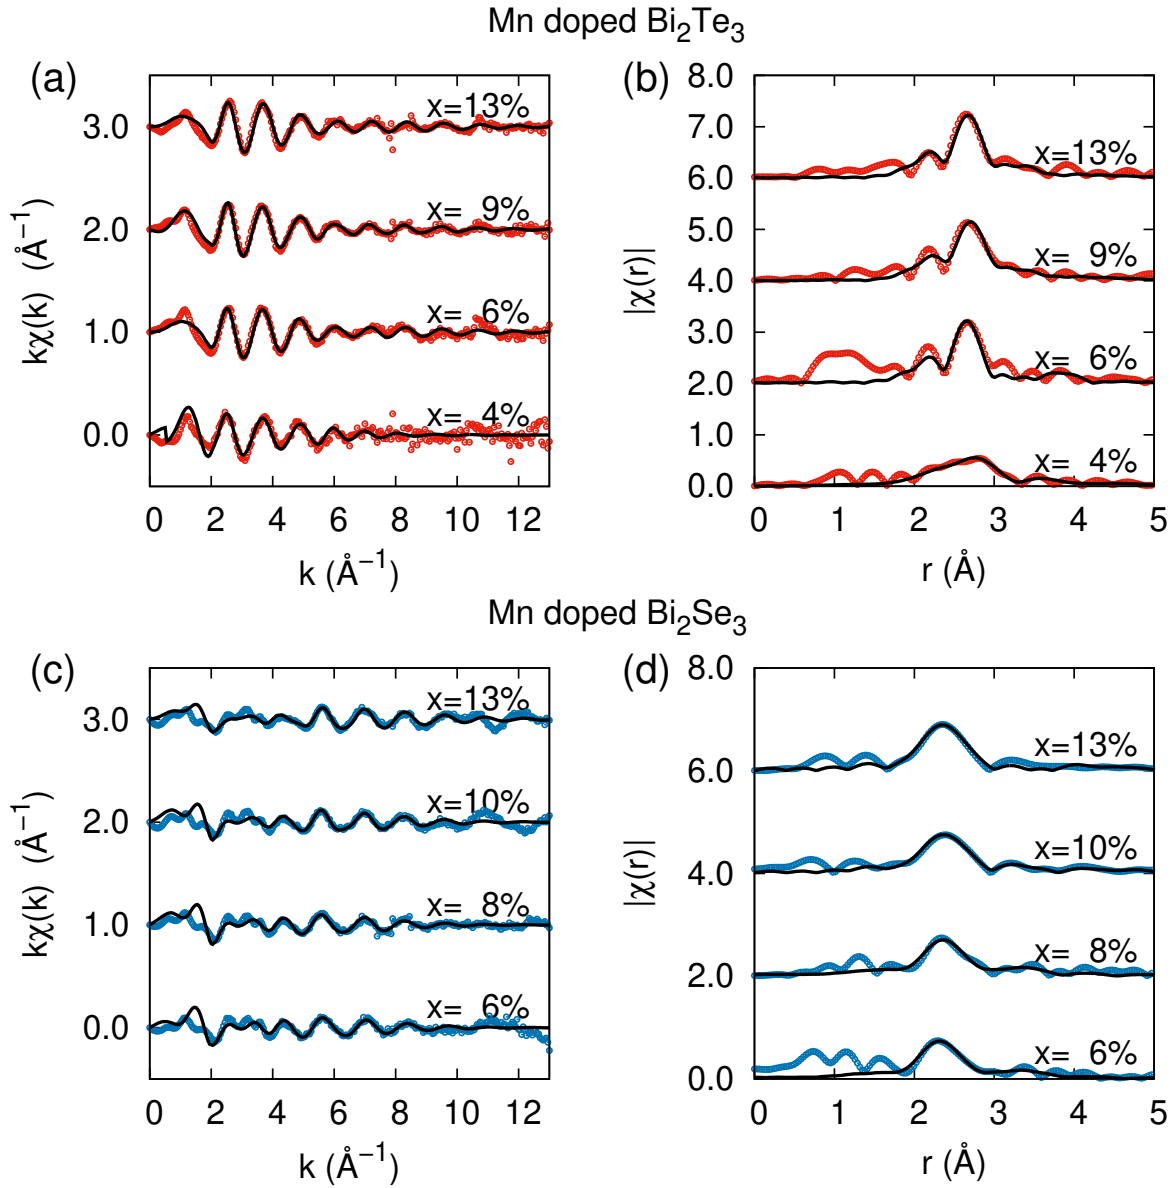 Mn doped Bi₂Te₃
(a)
3.0
2.0
1.0
0.0
kχ(k) (Å⁻¹)
x=13%
x= 9%
x= 6%
x= 4%
0 2 4 6 8 10 12
k (Å⁻¹)
(b)
8.0
7.0
6.0
5.0
4.0
3.0
2.0
1.0
0.0
|χ(r)|
x=13%
x= 9%
x= 6%
x= 4%
0 1 2 3 4 5
r (Å)
Mn doped Bi₂Se₃
(c)
3.0
2.0
1.0
0.0
kχ(k) (Å⁻¹)
x=13%
x=10%
x= 8%
x= 6%
0 2 4 6 8 10 12
k (Å⁻¹)
(d)
8.0
6.0
4.0
2.0
0.0
|χ(r)|
x=13%
x=10%
x= 8%
x= 6%
0 1 2 3 4 5
r (Å)